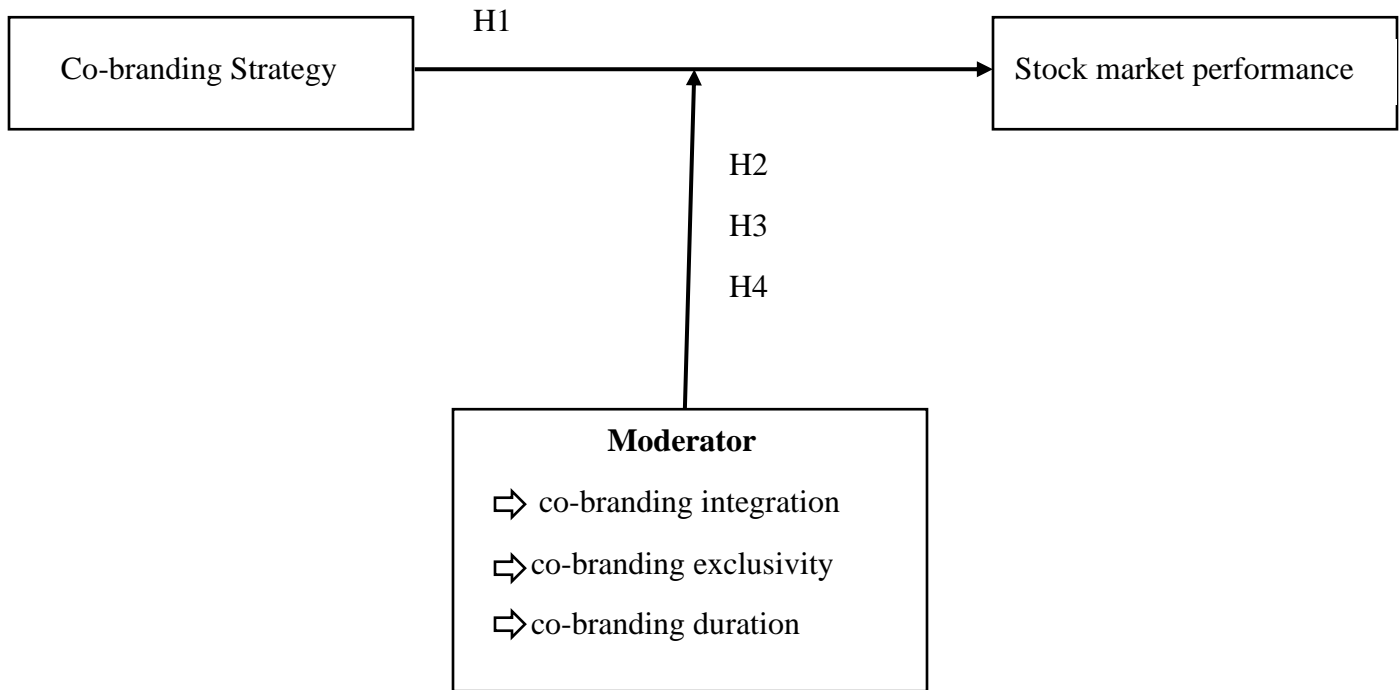 H1
Co-branding Strategy
Stock market performance
H2
H3
H4
Moderator
co-branding integration
co-branding exclusivity
co-branding duration